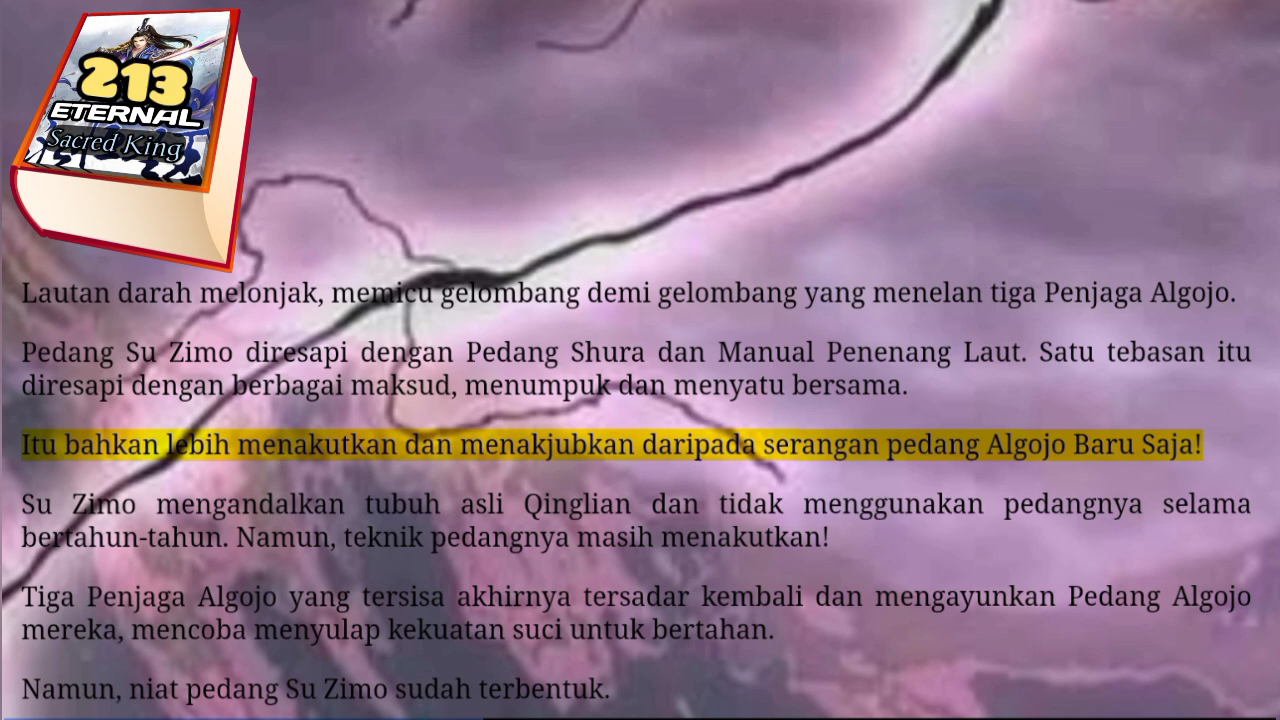 213
ETERNAL
Sacred King
Lautan darah melonjak, memicu gelombang demi gelombang yang menelan tiga Penjaga Algojo.
Pedang Su Zimo diresapi dengan Pedang Shura dan Manual Penenang Laut. Satu tebasan itu
diresapi dengan berbagai maksud, menumpuk dan menyatu bersama.
Itu bahkan lebih menakutkan dan menakjubkan daripada serangan pedang Algojo Baru Saja!
Su Zimo mengandalkan tubuh asli Qinglian dan tidak menggunakan pedangnya selama
bertahun-tahun. Namun, teknik pedangnya masih menakutkan!
Tiga Penjaga Algojo yang tersisa akhirnya tersadar kembali dan mengayunkan Pedang Algojo
mereka, mencoba menyulap kekuatan suci untuk bertahan.
Namun, niat pedang Su Zimo sudah terbentuk.